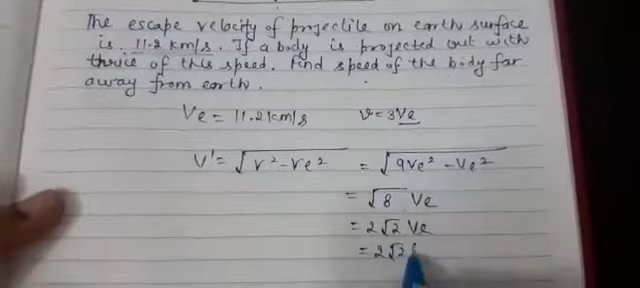 The escape velocity of projectile on earth surface
is 11.2 km/s. If a body is projected out with
thrice of this speed. find speed of the body far
away from earth.
Ve = 11.2 km/s v = 3Ve
V' = √(V² - Ve²) = √(9Ve² - Ve²)
= √8 Ve
= 2√2 Ve
= 2√2